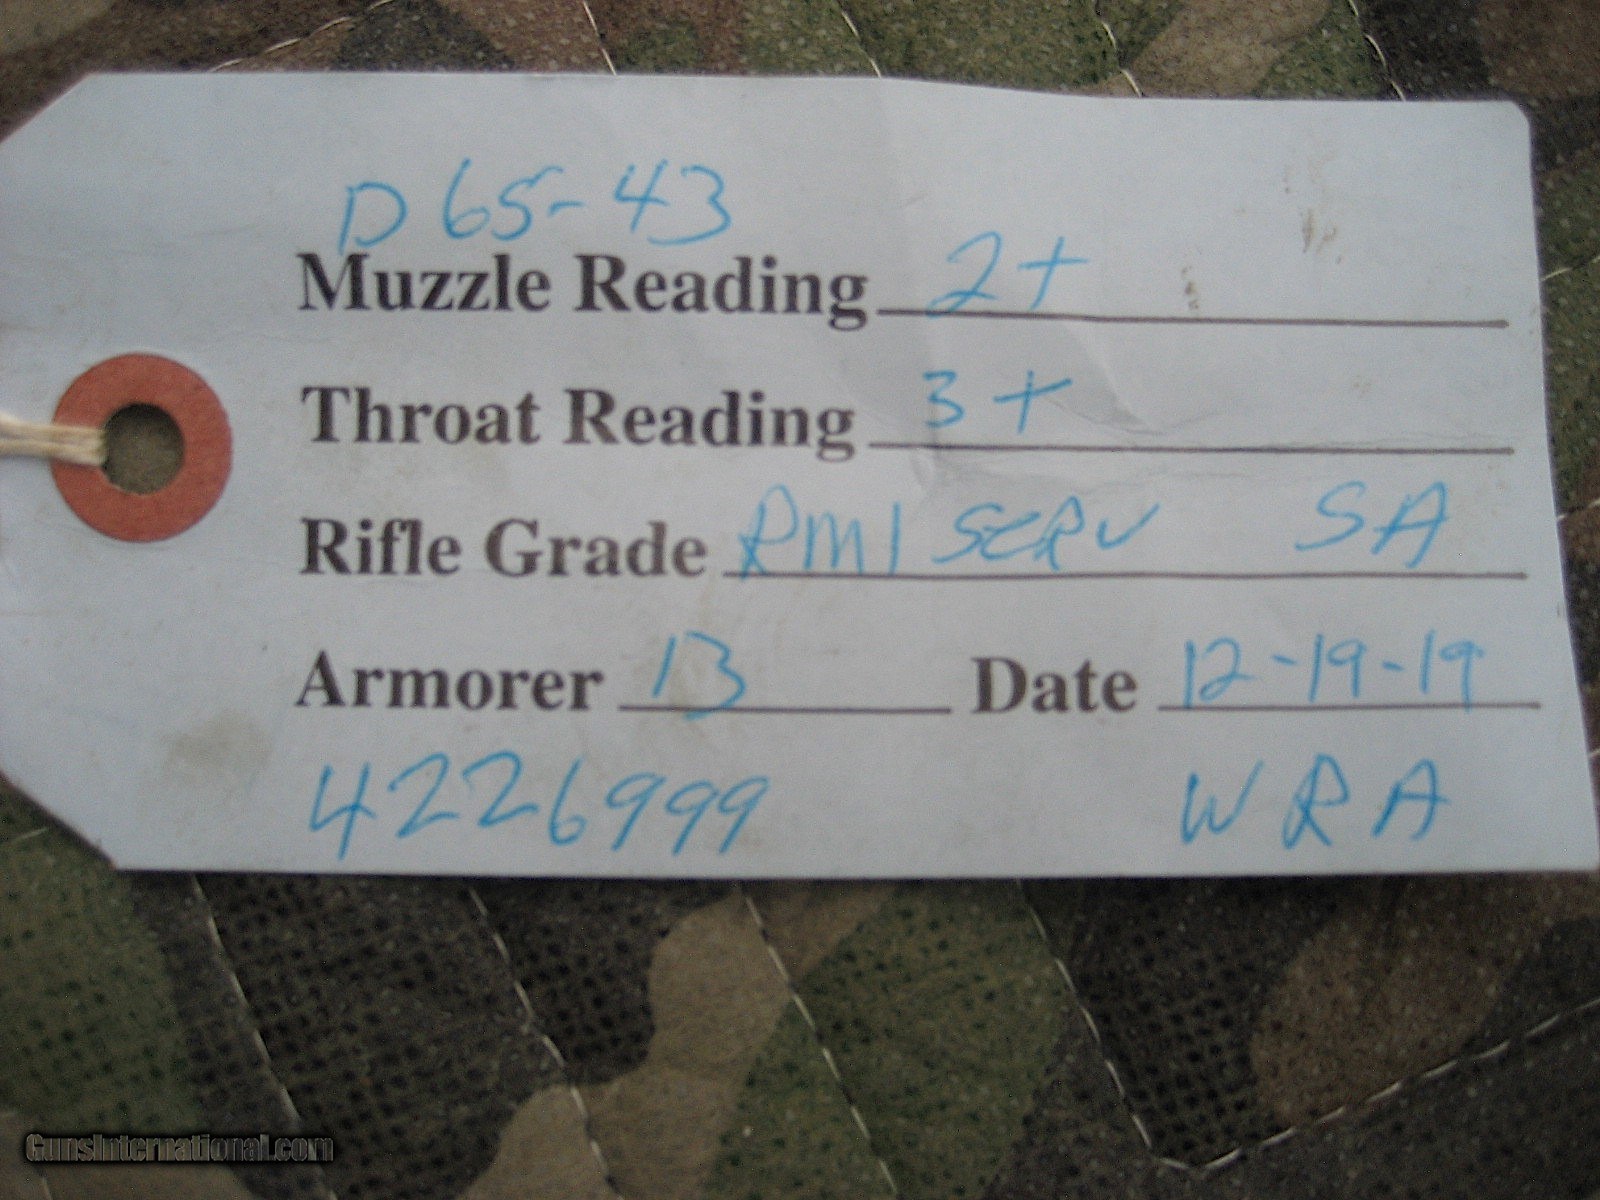 D65-43
Muzzle Reading 2+
Throat Reading 3+
Rifle Grade RM1 SERV SA
Armorer 13 Date 12-19-19
4226999 WRA
GunsInternational.com